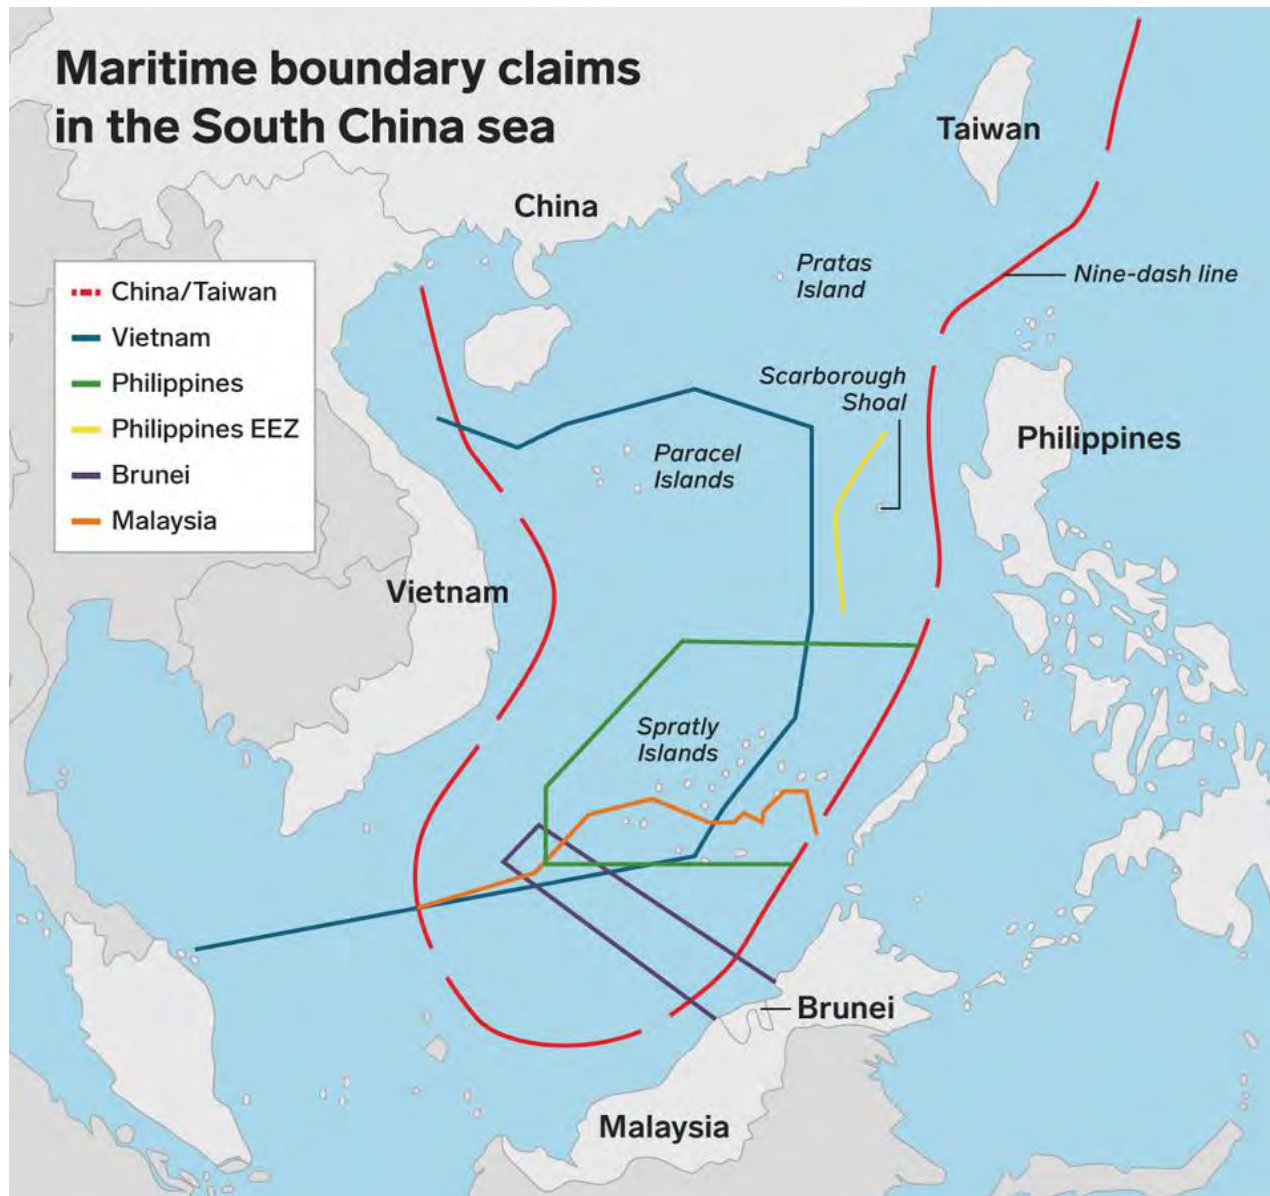 Maritime boundary claims
in the South China sea
Taiwan
China
Pratas
Island
Nine-dash line
China/Taiwan
Vietnam
Philippines
Philippines EEZ
Brunei
Malaysia
Scarborough
Shoal
Philippines
Paracel
Islands
Vietnam
Spratly
Islands
Brunei
Malaysia